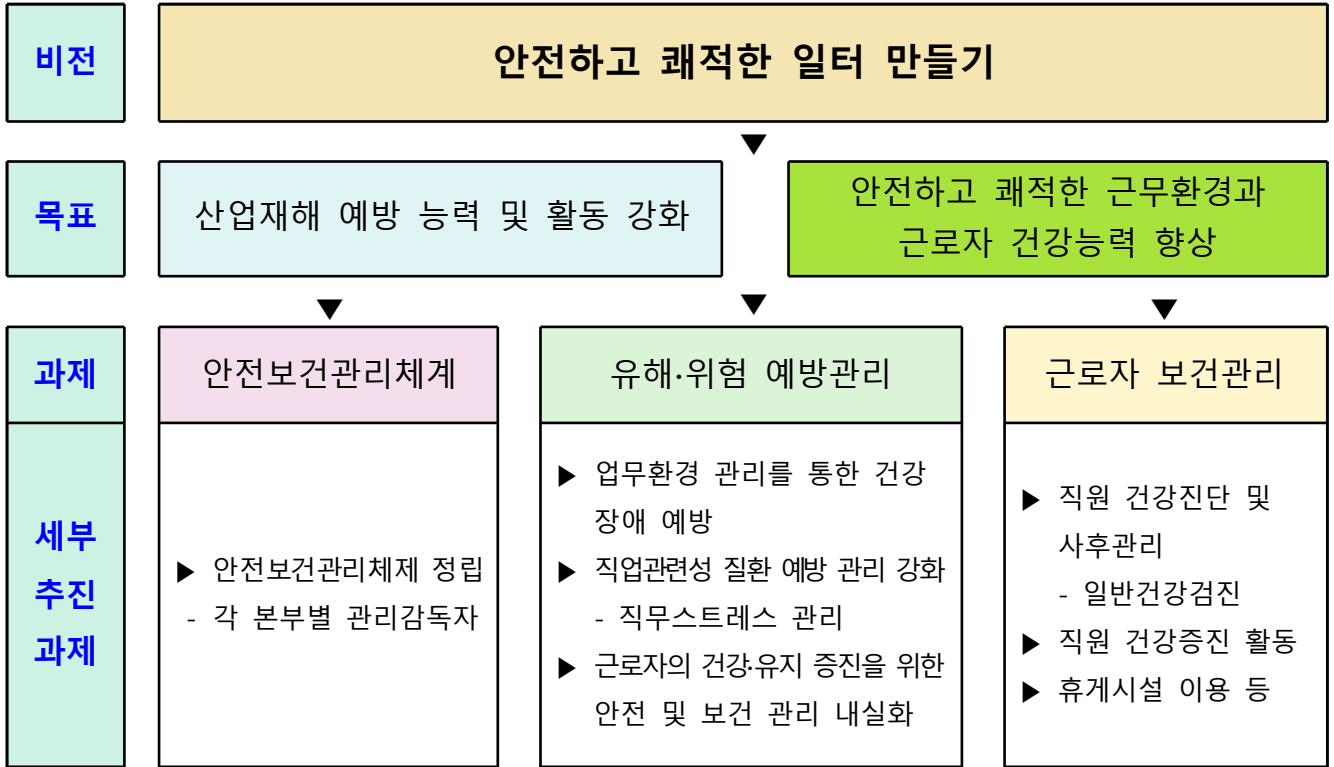 비전
안전하고 쾌적한 일터 만들기
▼
목표
산업재해 예방 능력 및 활동 강화
안전하고 쾌적한 근무환경과
근로자 건강능력 향상
▼ ▼ ▼
과제
안전보건관리체계
유해·위험 예방관리
근로자 보건관리
세부
추진
과제
▶ 안전보건관리체제 정립
- 각 본부별 관리감독자
▶ 업무환경 관리를 통한 건강
장애 예방
▶ 직업관련성 질환 예방 관리 강화
- 직무스트레스 관리
▶ 근로자의 건강·유지 증진을 위한
안전 및 보건 관리 내실화
▶ 직원 건강진단 및
사후관리
- 일반건강검진
▶ 직원 건강증진 활동
▶ 휴게시설 이용 등